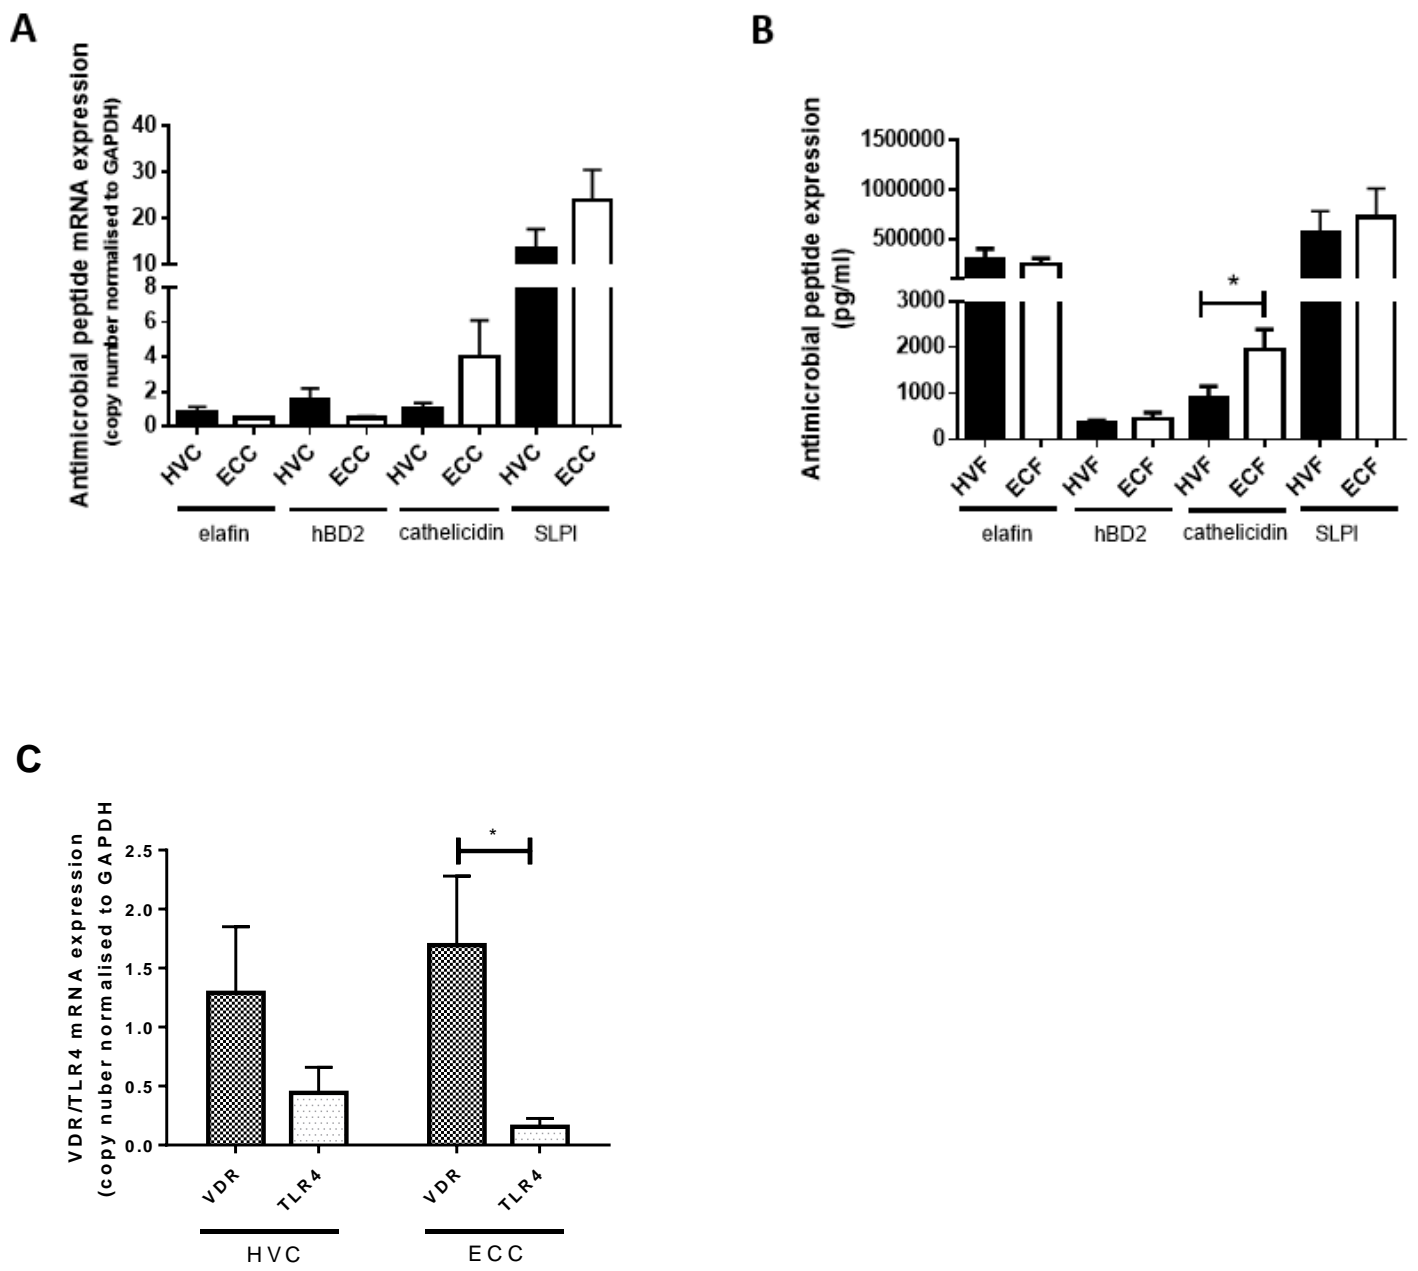 A
Antimicrobial peptide mRNA expression
(copy number normalised to GAPDH)
40
30
20
10
8
6
4
2
0
HVC ECC HVC ECC HVC ECC HVC ECC
elafin hBD2 cathelicidin SLPI
B
Antimicrobial peptide expression
(pg/ml)
1500000
1000000
500000
3000
2000
1000
0
*
HVF ECF HVF ECF HVF ECF HVF ECF
elafin hBD2 cathelicidin SLPI
C
VDR/TLR4 mRNA expression
(copy nuber normalised to GAPDH
2.5
2.0
1.5
1.0
0.5
0.0
*
VDR TLR4 VDR TLR4
HVC ECC